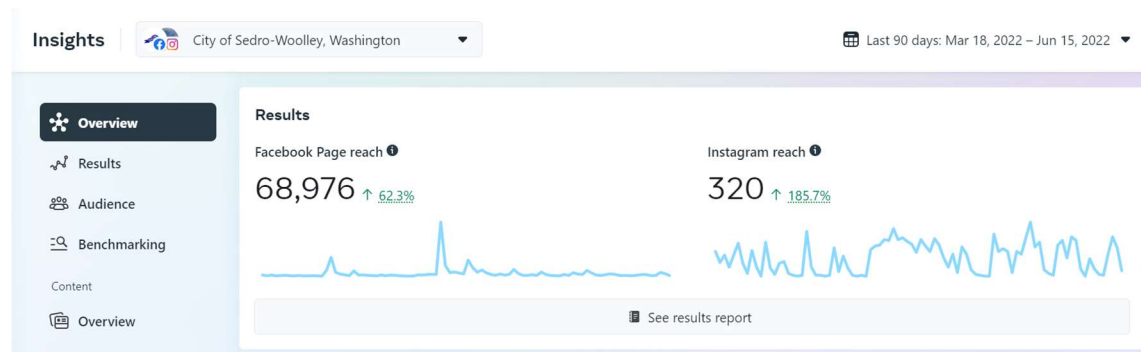 Insights
City of Sedro-Woolley, Washington
Last 90 days: Mar 18, 2022 – Jun 15, 2022
Overview
Results
Audience
Benchmarking
Content
Overview
Results
Facebook Page reach
68,976 ↑ 62.3%
Instagram reach
320 ↑ 185.7%
See results report